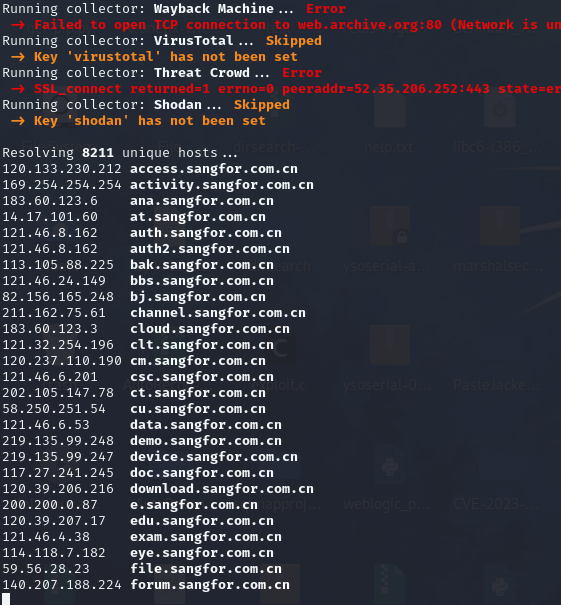 Running collector: Wayback Machine... Error
-> Failed to open TCP connection to web.archive.org:80 (Network is un
Running collector: VirusTotal... Skipped
-> Key 'virustotal' has not been set
Running collector: Threat Crowd... Error
-> SSL_connect returned=1 errno=0 peeraddr=52.35.206.252:443 state=er
Running collector: Shodan... Skipped
-> Key 'shodan' has not been set
Resolving 8211 unique hosts...
120.133.230.212 access.sangfor.com.cn
169.254.254.254 activity.sangfor.com.cn
183.60.123.6 ana.sangfor.com.cn
14.17.101.60 at.sangfor.com.cn
121.46.8.162 auth.sangfor.com.cn
121.46.8.162 auth2.sangfor.com.cn
113.105.88.225 bak.sangfor.com.cn
121.46.24.149 bbs.sangfor.com.cn
82.156.165.248 bj.sangfor.com.cn
211.162.75.61 channel.sangfor.com.cn
183.60.123.3 cloud.sangfor.com.cn
121.32.254.196 clt.sangfor.com.cn
120.237.110.190 cm.sangfor.com.cn
121.46.6.201 csc.sangfor.com.cn
202.105.147.78 ct.sangfor.com.cn
58.250.251.54 cu.sangfor.com.cn
121.46.6.53 data.sangfor.com.cn
219.135.99.248 demo.sangfor.com.cn
219.135.99.247 device.sangfor.com.cn
117.27.241.245 doc.sangfor.com.cn
120.39.206.216 download.sangfor.com.cn
200.200.0.87 e.sangfor.com.cn
120.39.207.17 edu.sangfor.com.cn
121.46.4.38 exam.sangfor.com.cn
114.118.7.182 eye.sangfor.com.cn
59.56.28.23 file.sangfor.com.cn
140.207.188.224 forum.sangfor.com.cn